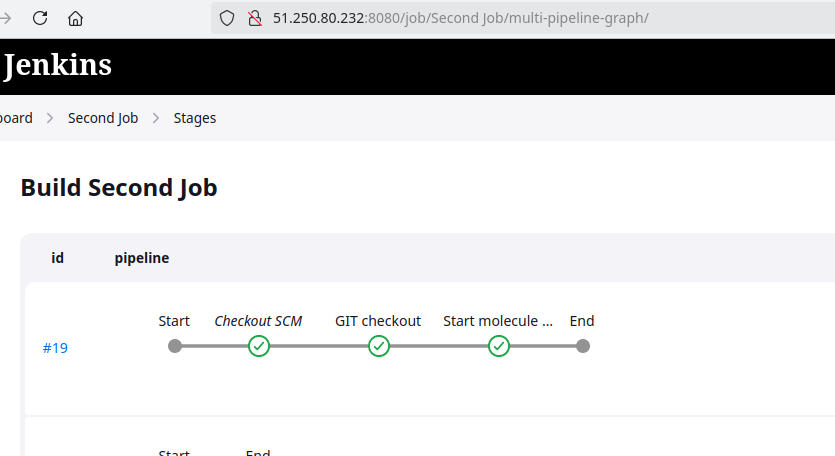 51.250.80.232:8080/job/Second Job/multi-pipeline-graph/
Jenkins
board
Second Job
Stages
Build Second Job
id pipeline
Start Checkout SCM GIT checkout Start molecule ... End
#19
Start End